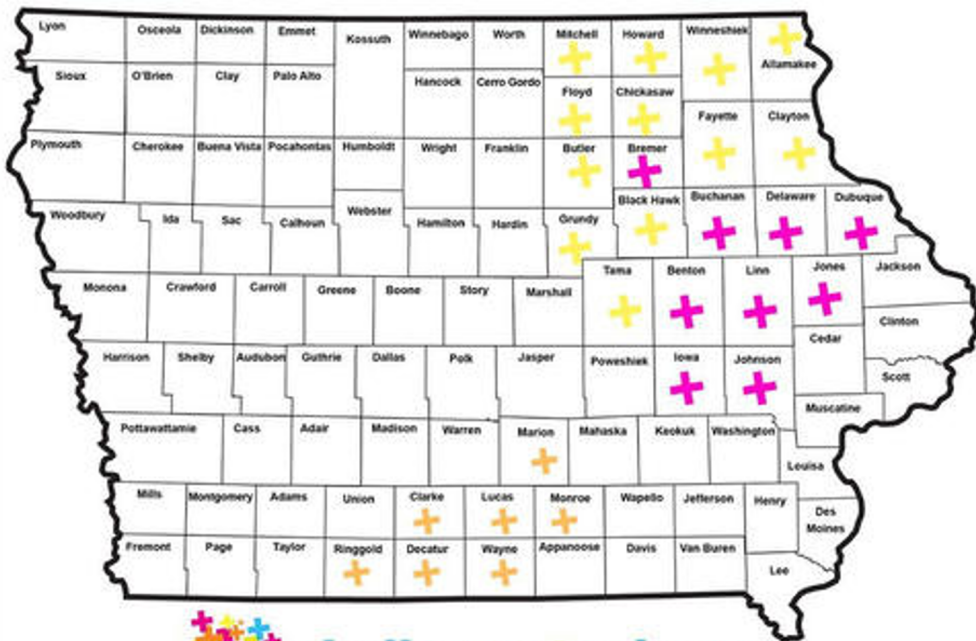 Lyon Osceola Dickinson Emmet Kossuth Winnebago Worth Mitchell Howard Winneshiek Allamakee
Sioux O'Brien Clay Palo Alto Hancock Cerro Gordo Floyd Chickasaw Fayette Clayton
Plymouth Cherokee Buena Vista Pocahontas Humboldt Wright Franklin Butler Bremer
Woodbury Ida Sac Calhoun Webster Hamilton Hardin Grundy Black Hawk Buchanan Delaware Dubuque
Monona Crawford Carroll Greene Boone Story Marshall Tama Benton Linn Jones Jackson
Clinton
Cedar
Harrison Shelby Audubon Guthrie Dallas Polk Jasper Poweshiek Iowa Johnson Scott
Muscatine
Pottawattamie Cass Adair Madison Warren Marion Mahaska Keokuk Washington
Louisa
Mills Montgomery Adams Union Clarke Lucas Monroe Wapello Jefferson Henry Des
Moines
Fremont Page Taylor Ringgold Decatur Wayne Appanoose Davis Van Buren Lee